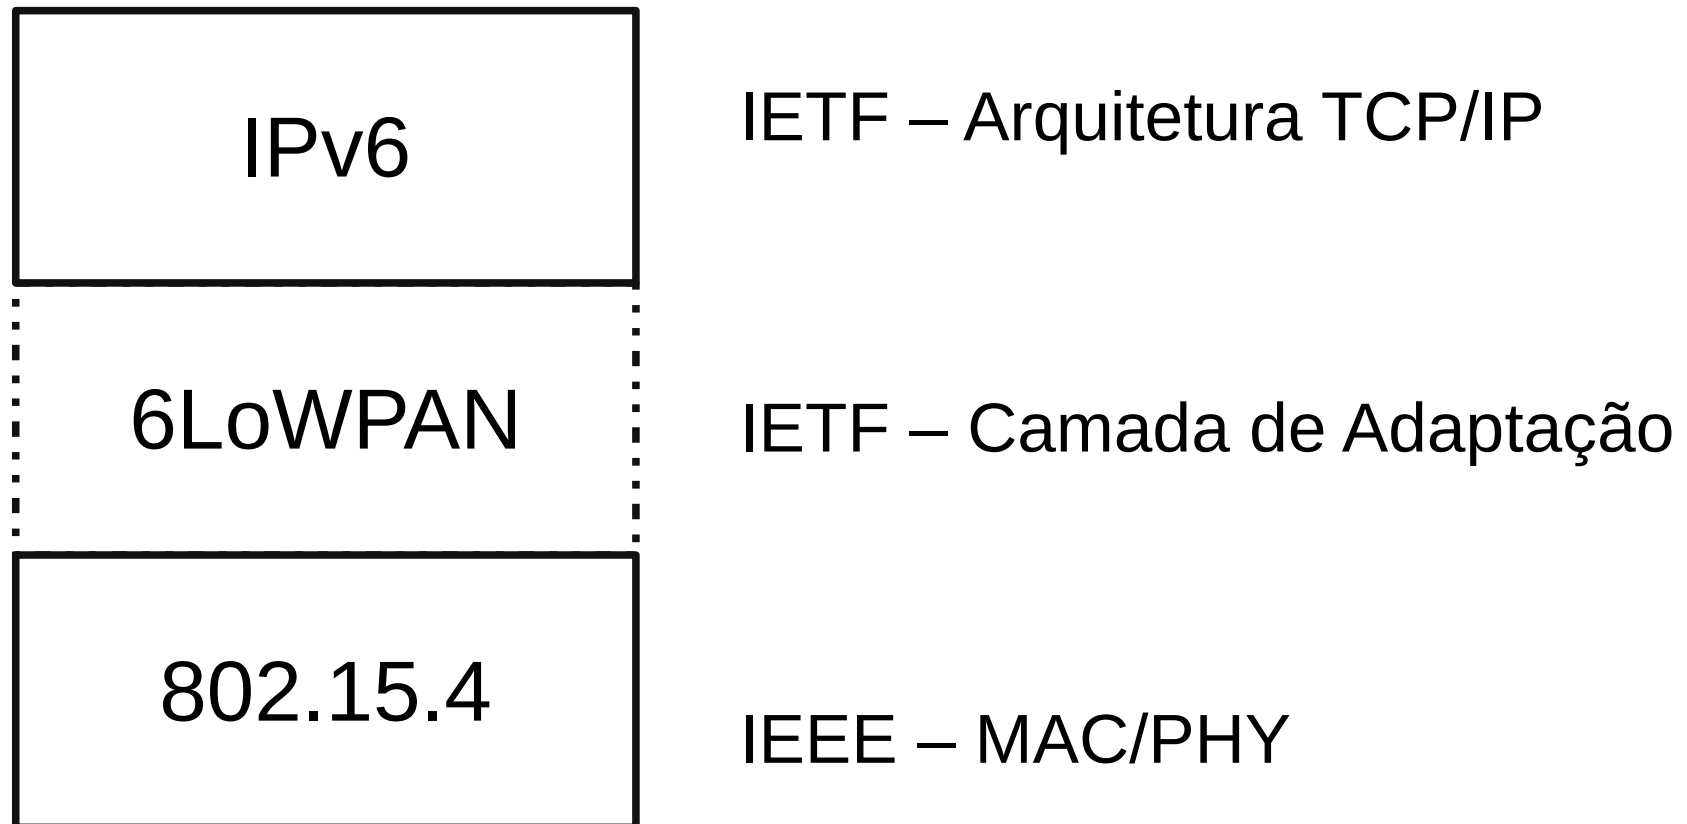 IPv6
IETF – Arquitetura TCP/IP
6LoWPAN
IETF – Camada de Adaptação
802.15.4
IEEE – MAC/PHY